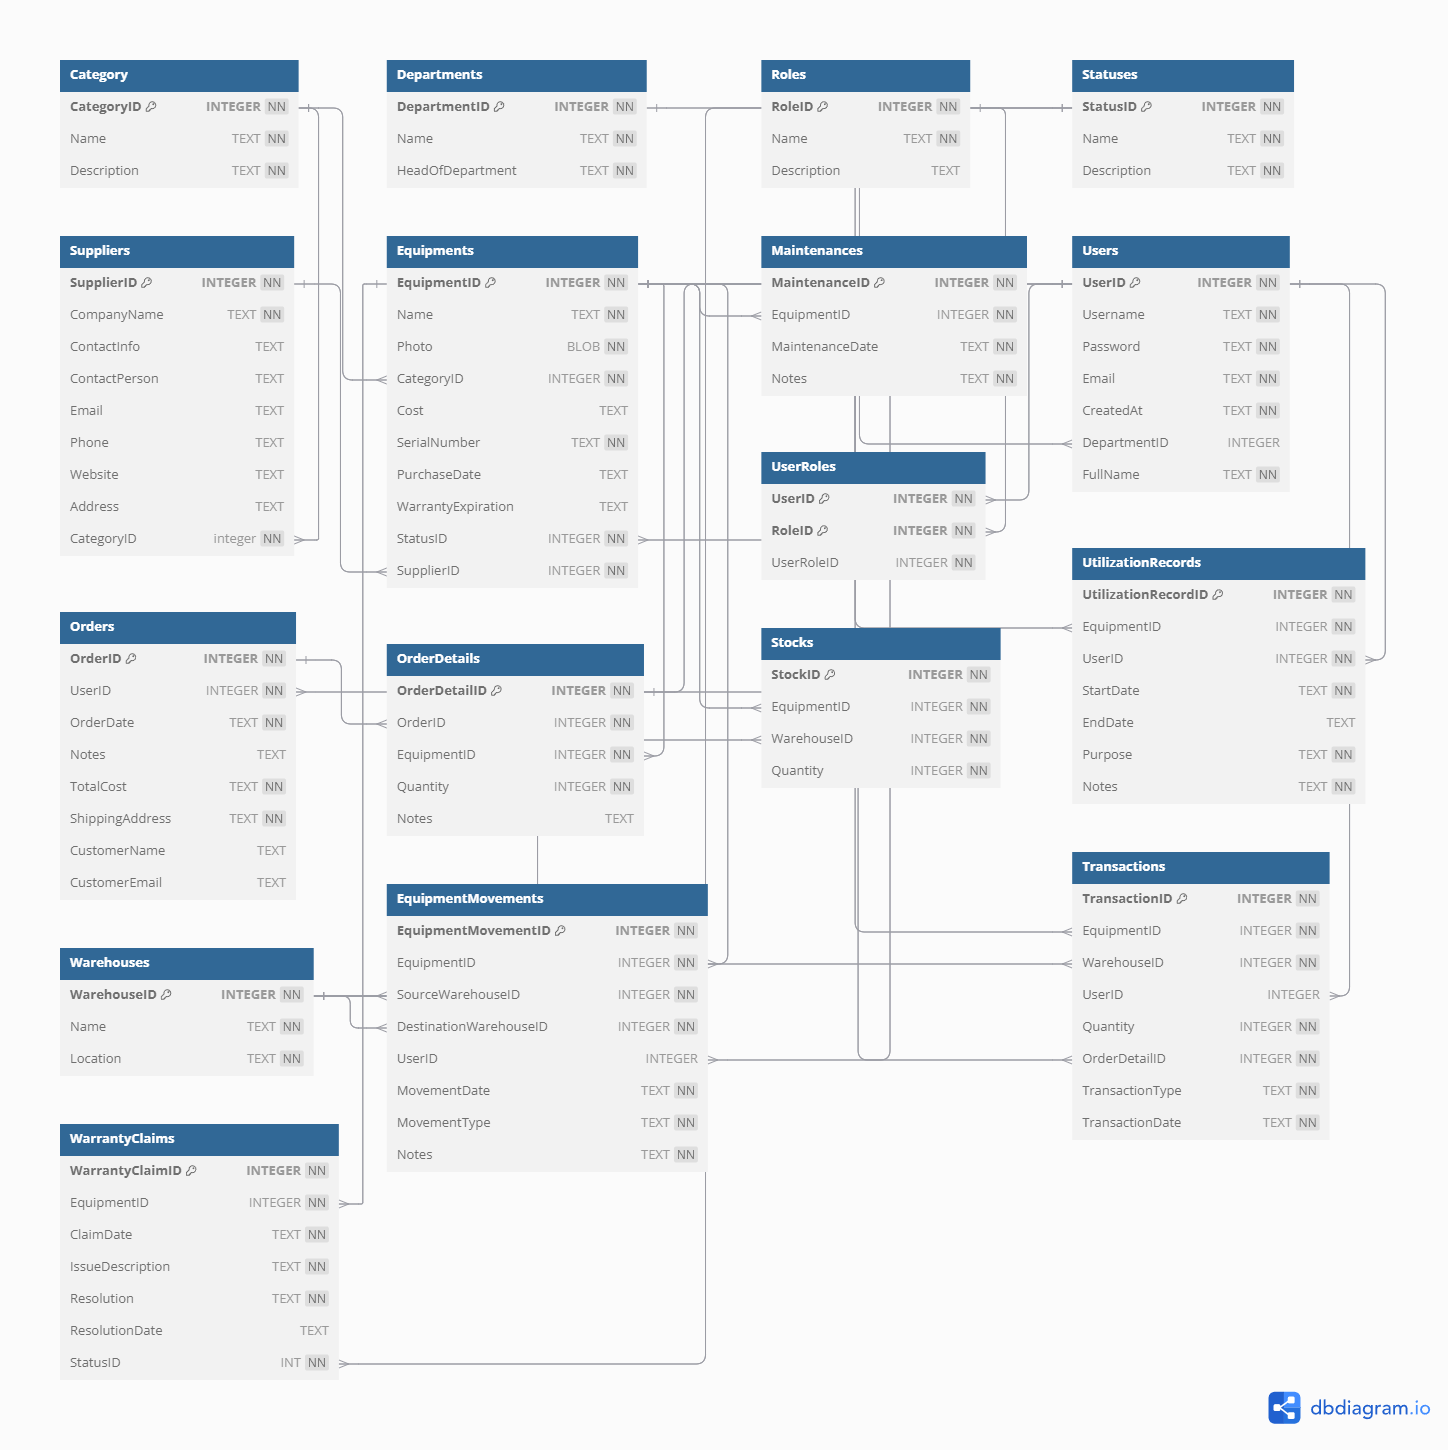 Category
CategoryID INTEGER NN
Name TEXT NN
Description TEXT NN
Departments
DepartmentID INTEGER NN
Name TEXT NN
HeadOfDepartment TEXT NN
Roles
RoleID INTEGER NN
Name TEXT NN
Description TEXT
Statuses
StatusID INTEGER NN
Name TEXT NN
Description TEXT NN
Suppliers
SupplierID INTEGER NN
CompanyName TEXT NN
ContactInfo TEXT
ContactPerson TEXT
Email TEXT
Phone TEXT
Website TEXT
Address TEXT
CategoryID integer NN
Equipments
EquipmentID INTEGER NN
Name TEXT NN
Photo BLOB NN
CategoryID INTEGER NN
Cost TEXT
SerialNumber TEXT NN
PurchaseDate TEXT
WarrantyExpiration TEXT
StatusID INTEGER NN
SupplierID INTEGER NN
Maintenances
MaintenanceID INTEGER NN
EquipmentID INTEGER NN
MaintenanceDate TEXT NN
Notes TEXT NN
Users
UserID INTEGER NN
Username TEXT NN
Password TEXT NN
Email TEXT NN
CreatedAt TEXT NN
DepartmentID INTEGER
FullName TEXT NN
UserRoles
UserID INTEGER NN
RoleID INTEGER NN
UserRoleID INTEGER NN
UtilizationRecords
UtilizationRecordID INTEGER NN
EquipmentID INTEGER NN
UserID INTEGER NN
StartDate TEXT NN
EndDate TEXT
Purpose TEXT NN
Notes TEXT NN
Orders
OrderID INTEGER NN
UserID INTEGER NN
OrderDate TEXT NN
Notes TEXT
TotalCost TEXT NN
ShippingAddress TEXT NN
CustomerName TEXT
CustomerEmail TEXT
OrderDetails
OrderDetailID INTEGER NN
OrderID INTEGER NN
EquipmentID INTEGER NN
Quantity INTEGER NN
Notes TEXT
Stocks
StockID INTEGER NN
EquipmentID INTEGER NN
WarehouseID INTEGER NN
Quantity INTEGER NN
Transactions
TransactionID INTEGER NN
EquipmentID INTEGER NN
WarehouseID INTEGER NN
UserID INTEGER
Quantity INTEGER NN
OrderDetailID INTEGER NN
TransactionType TEXT NN
TransactionDate TEXT NN
EquipmentMovements
EquipmentMovementID INTEGER NN
EquipmentID INTEGER NN
SourceWarehouseID INTEGER NN
DestinationWarehouseID INTEGER NN
UserID INTEGER
MovementDate TEXT NN
MovementType TEXT NN
Notes TEXT NN
Warehouses
WarehouseID INTEGER NN
Name TEXT NN
Location TEXT NN
WarrantyClaims
WarrantyClaimID INTEGER NN
EquipmentID INTEGER NN
ClaimDate TEXT NN
IssueDescription TEXT NN
Resolution TEXT NN
ResolutionDate TEXT
StatusID INT NN
dbdiagram.io